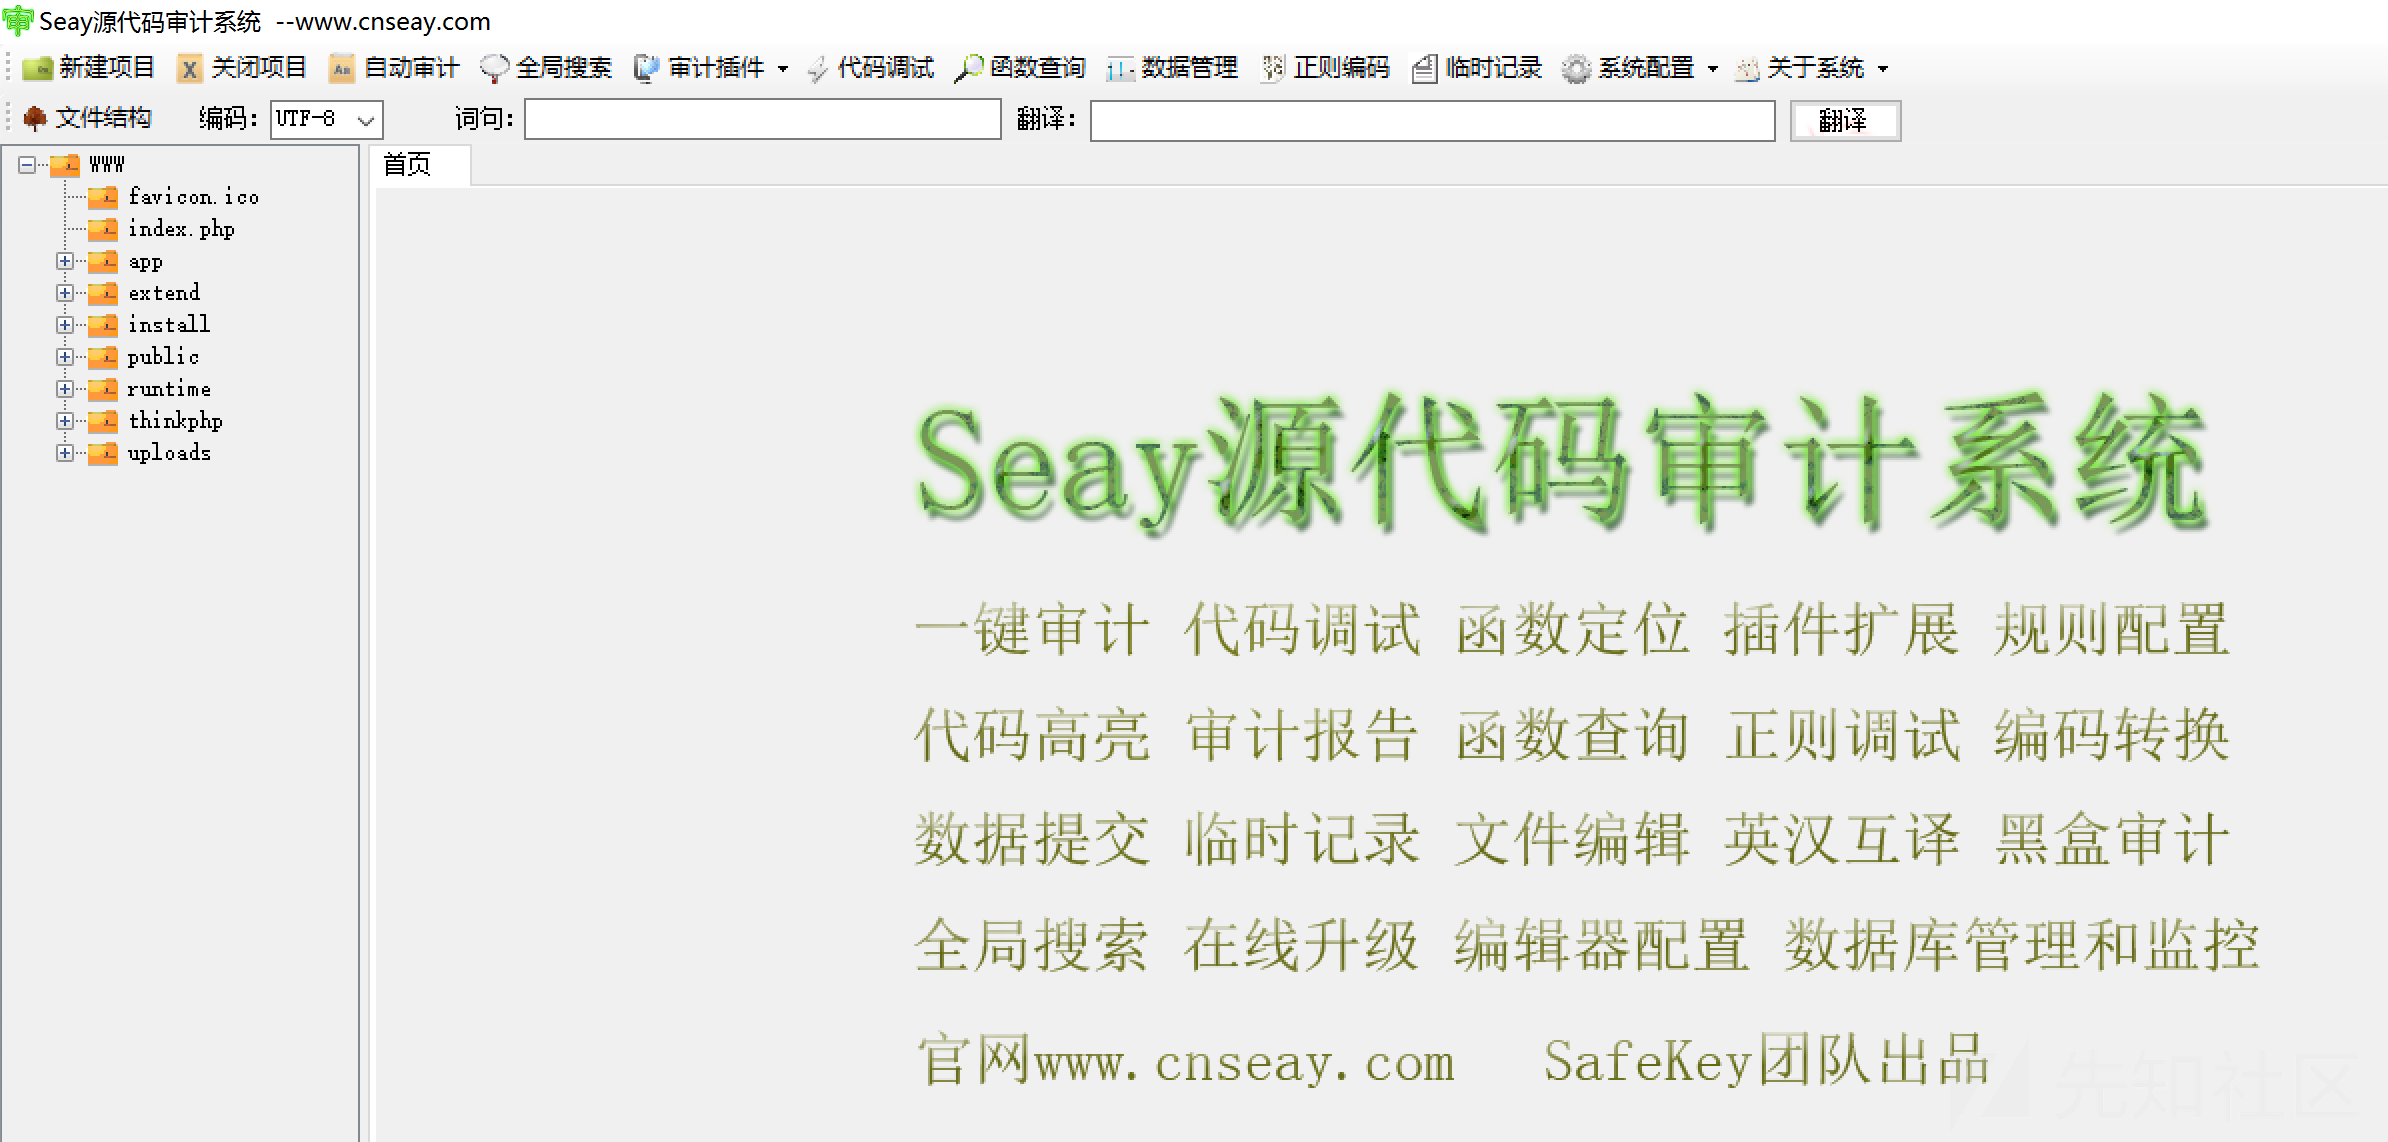 Seay源代码审计系统 --www.cnseay.com
新建项目 关闭项目 自动审计 全局搜索 审计插件 代码调试 函数查询 数据管理 正则编码 临时记录 系统配置 关于系统
文件结构 编码: UTF-8 词句: 翻译: 翻译
首页
WWW
favicon.ico
index.php
app
extend
install
public
runtime
thinkphp
uploads
Seay源代码审计系统
一键审计 代码调试 函数定位 插件扩展 规则配置
代码高亮 审计报告 函数查询 正则调试 编码转换
数据提交 临时记录 文件编辑 英汉互译 黑盒审计
全局搜索 在线升级 编辑器配置 数据库管理和监控
官网www.cnseay.com SafeKey团队出品
先知社区